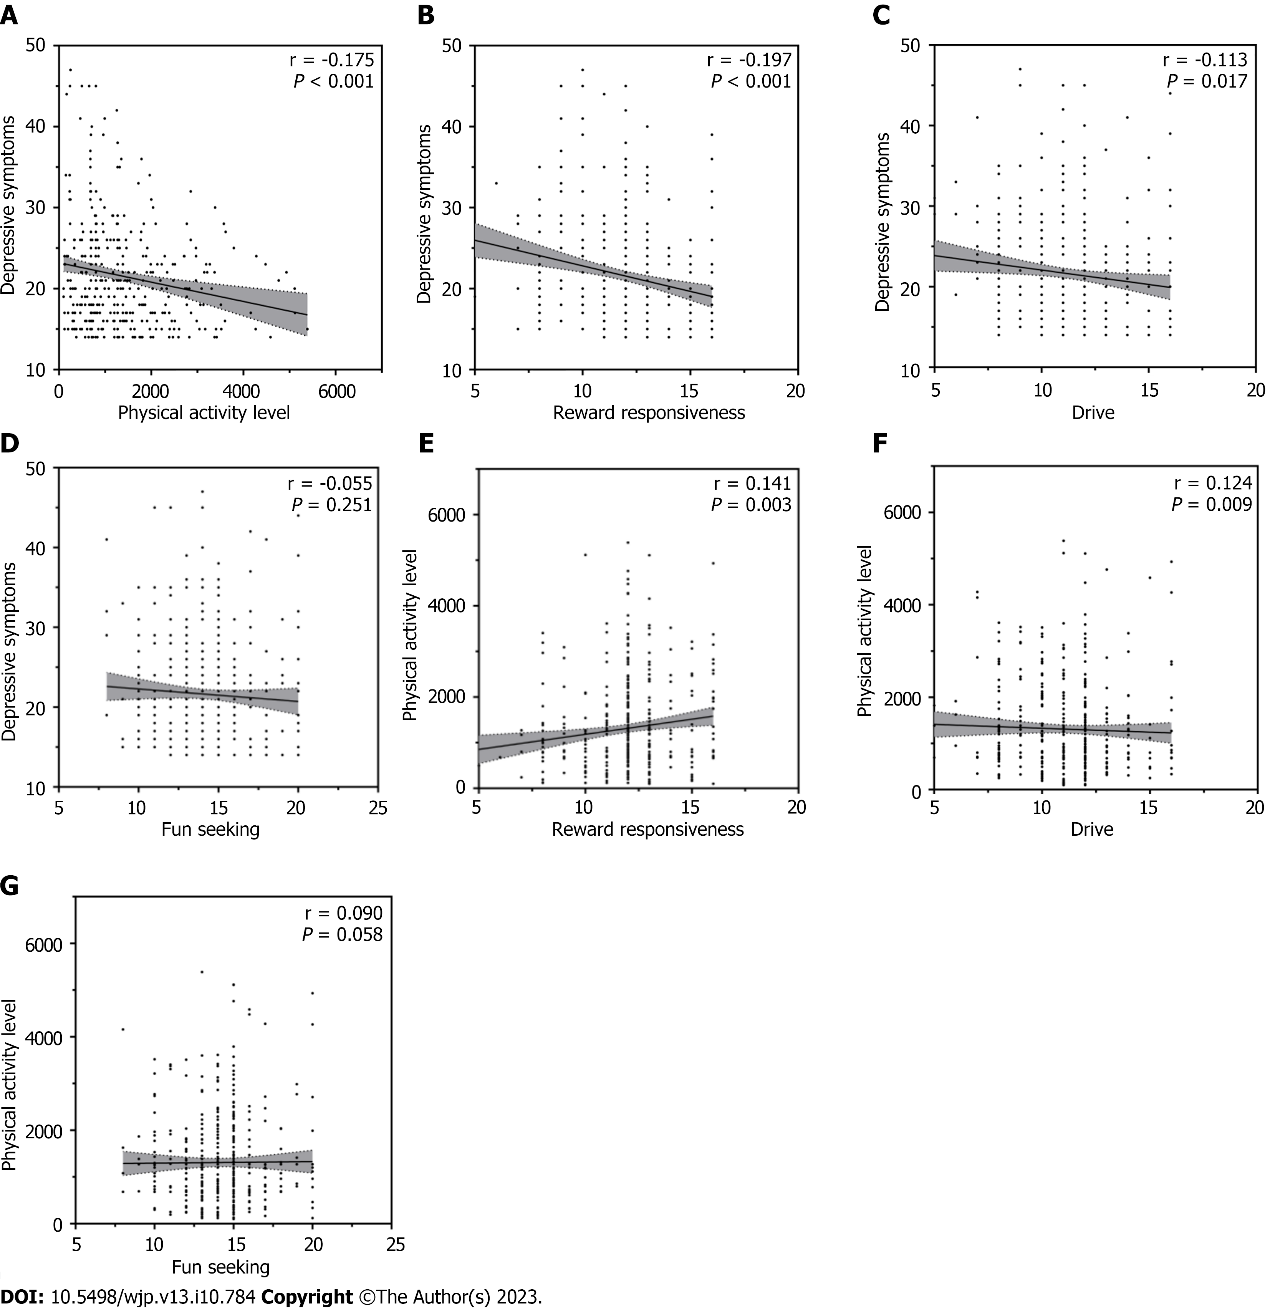 A
r = -0.175
P < 0.001
50
40
30
20
10
Depressive symptoms
0 2000 4000 6000
Physical activity level
B
r = -0.197
P < 0.001
50
40
30
20
10
Depressive symptoms
5 10 15 20
Reward responsiveness
C
r = -0.113
P = 0.017
50
40
30
20
10
Depressive symptoms
5 10 15 20
Drive
D
r = -0.055
P = 0.251
50
40
30
20
10
Depressive symptoms
5 10 15 20 25
Fun seeking
E
r = 0.141
P = 0.003
6000
4000
2000
0
Physical activity level
5 10 15 20
Reward responsiveness
F
r = 0.124
P = 0.009
6000
4000
2000
0
Physical activity level
5 10 15 20
Drive
G
r = 0.090
P = 0.058
6000
4000
2000
0
Physical activity level
5 10 15 20 25
Fun seeking
DOI: 10.5498/wjp.v13.i10.784 Copyright ©The Author(s) 2023.